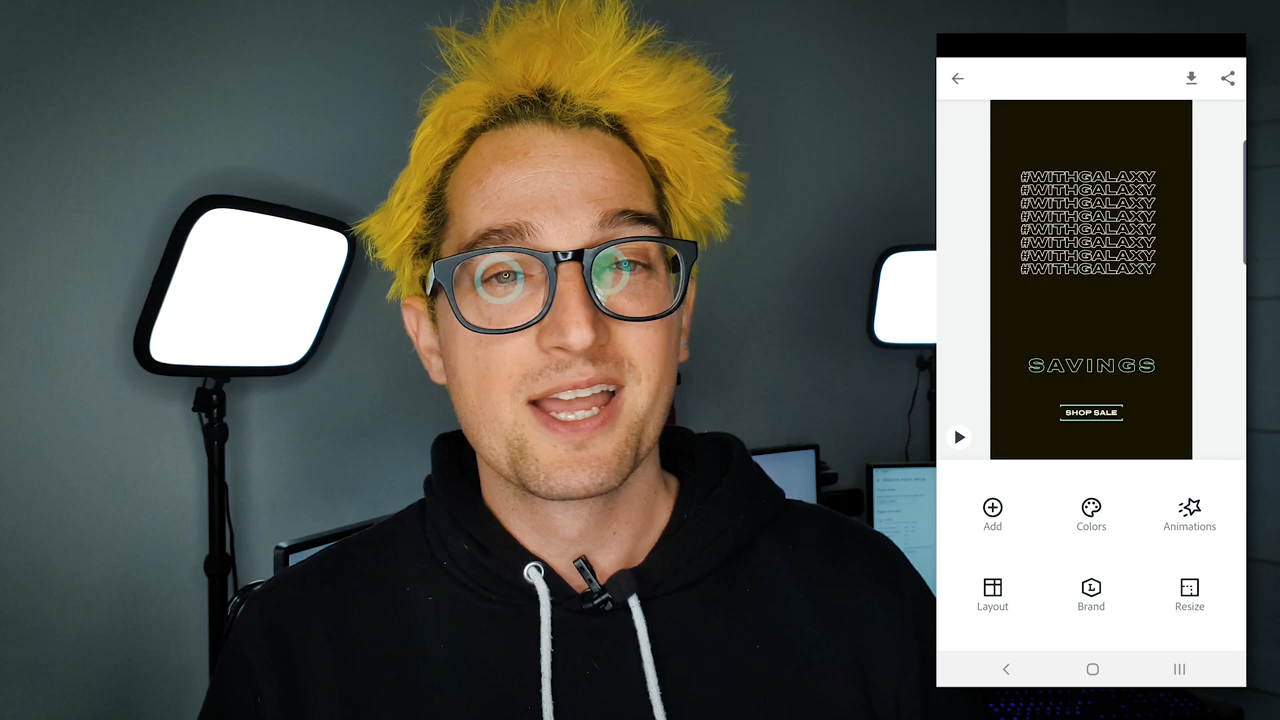 #WITHGALAXY
#WITHGALAXY
#WITHGALAXY
#WITHGALAXY
#WITHGALAXY
#WITHGALAXY
#WITHGALAXY
#WITHGALAXY
SAVINGS
SHOP SALE
Add
Colors
Animations
Layout
Brand
Resize